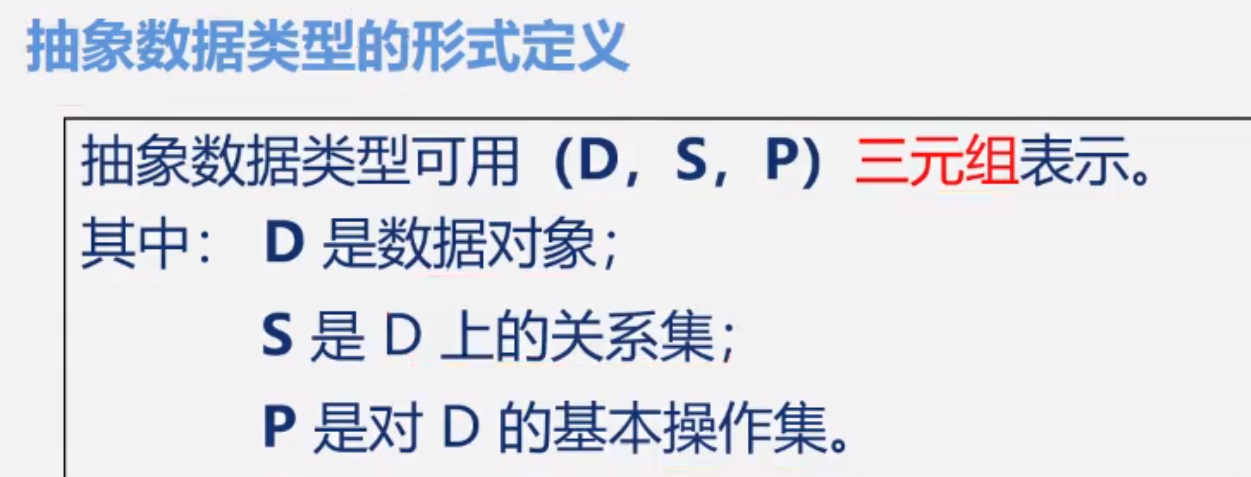 抽象数据类型的形式定义
抽象数据类型可用（D，S，P）三元组表示。
其中： D 是数据对象；
S 是 D 上的关系集；
P 是对 D 的基本操作集。